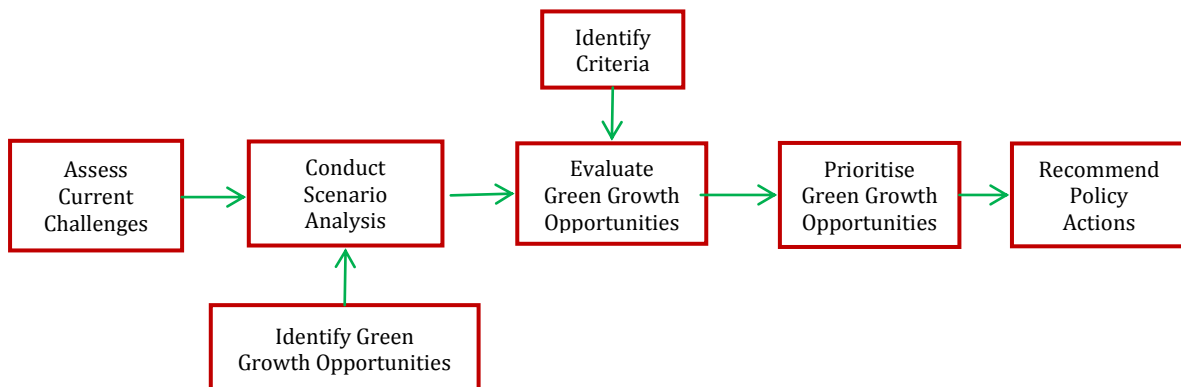 Identify
Criteria
Assess
Current
Challenges
Conduct
Scenario
Analysis
Evaluate
Green Growth
Opportunities
Prioritise
Green Growth
Opportunities
Recommend
Policy
Actions
Identify Green
Growth Opportunities